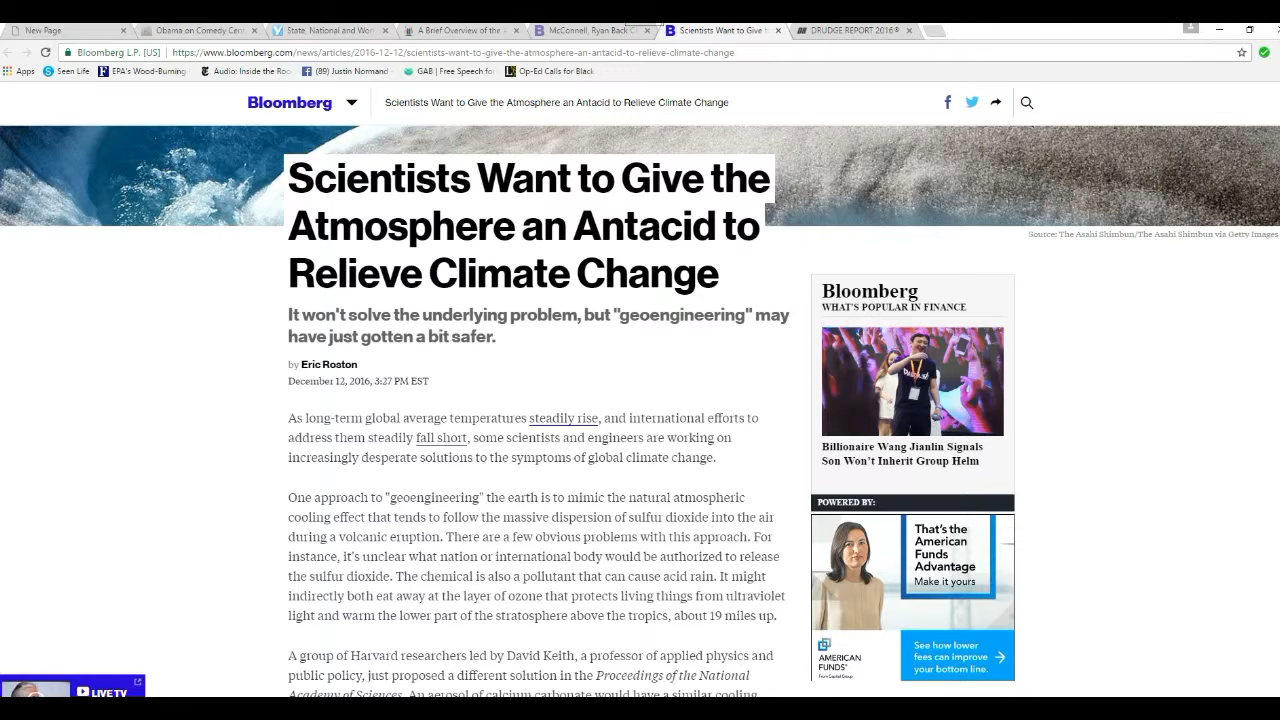 New Page
Obama on Comedy Cent
State, National and Wor
A Brief Overview of the A
McConnell, Ryan Back C
Scientists Want to Give t
DRUDGE REPORT 2016®
Bloomberg L.P. [US]
https://www.bloomberg.com/news/articles/2016-12-12/scientists-want-to-give-the-atmosphere-an-antacid-to-relieve-climate-change
Apps
Seen Life
EPA's Wood-Burning
Audio: Inside the Roo
(89) Justin Normand
GAB | Free Speech fo
Op-Ed Calls for Black
Bloomberg
Scientists Want to Give the Atmosphere an Antacid to Relieve Climate Change
Scientists Want to Give the
Atmosphere an Antacid to
Relieve Climate Change
Source: The Asahi Shimbun/The Asahi Shimbun via Getty Images
It won't solve the underlying problem, but "geoengineering" may
have just gotten a bit safer.
by Eric Roston
December 12, 2016, 3:27 PM EST
As long-term global average temperatures steadily rise, and international efforts to
address them steadily fall short, some scientists and engineers are working on
increasingly desperate solutions to the symptoms of global climate change.
One approach to "geoengineering" the earth is to mimic the natural atmospheric
cooling effect that tends to follow the massive dispersion of sulfur dioxide into the air
during a volcanic eruption. There are a few obvious problems with this approach. For
instance, it's unclear what nation or international body would be authorized to release
the sulfur dioxide. The chemical is also a pollutant that can cause acid rain. It might
indirectly both eat away at the layer of ozone that protects living things from ultraviolet
light and warm the lower part of the stratosphere above the tropics, about 19 miles up.
A group of Harvard researchers led by David Keith, a professor of applied physics and
public policy, just proposed a different solution in the Proceedings of the National
Academy of Sciences. An aerosol of calcium carbonate would have a similar cooling
Bloomberg
WHAT'S POPULAR IN FINANCE
Billionaire Wang Jianlin Signals
Son Won't Inherit Group Helm
POWERED BY:
That's the
American
Funds
Advantage
Make it yours
AMERICAN
FUNDS®
From Capital Group
See how lower
fees can improve
your bottom line.
LIVE TV